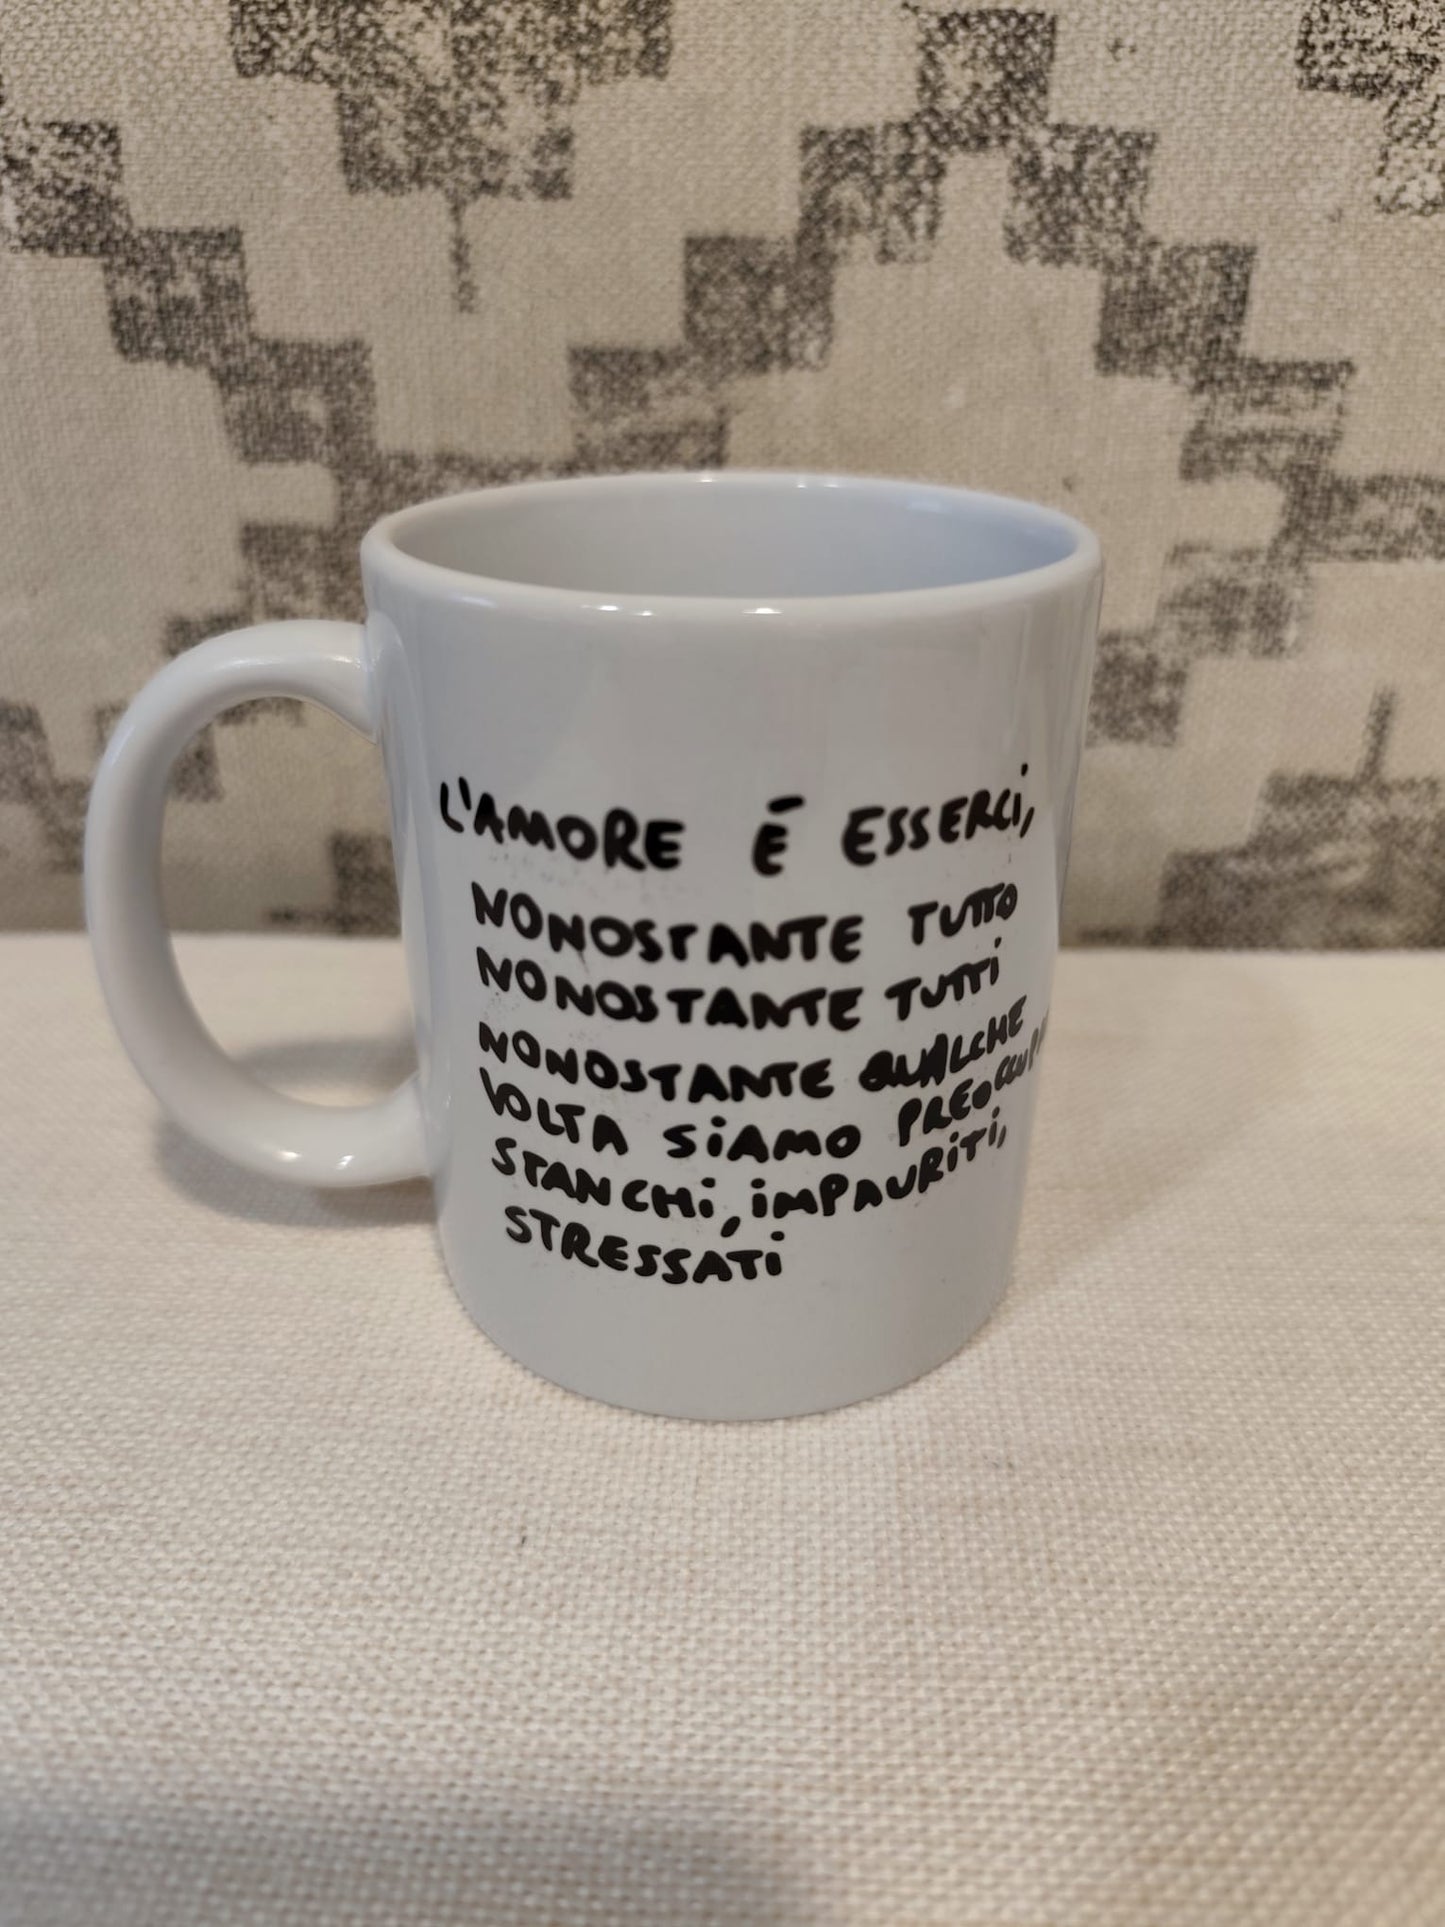 L'AMORE È ESSERCI,
NONOSTANTE TUTTO
NONOSTANTE TUTTI
NONOSTANTE QUALCHE
VOLTA SIAMO
STANCHI, IMPAURITI,
STRESSATI